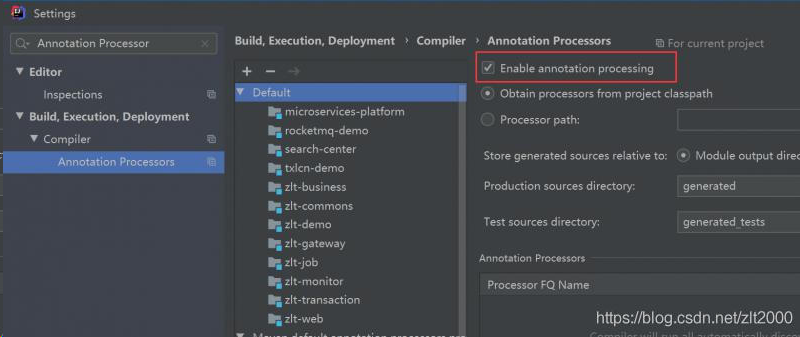 Settings
Annotation Processor
Editor
Inspections
Build, Execution, Deployment
Compiler
Annotation Processors
Build, Execution, Deployment › Compiler › Annotation Processors
For current project
Default
microservices-platform
rocketmq-demo
search-center
txlcn-demo
zlt-business
zlt-commons
zlt-demo
zlt-gateway
zlt-job
zlt-monitor
zlt-transaction
zlt-web
Enable annotation processing
Obtain processors from project classpath
Processor path:
Store generated sources relative to:
Module output direc
Production sources directory:
generated
Test sources directory:
generated_tests
Annotation Processors
Processor FQ Name
https://blog.csdn.net/zlt2000